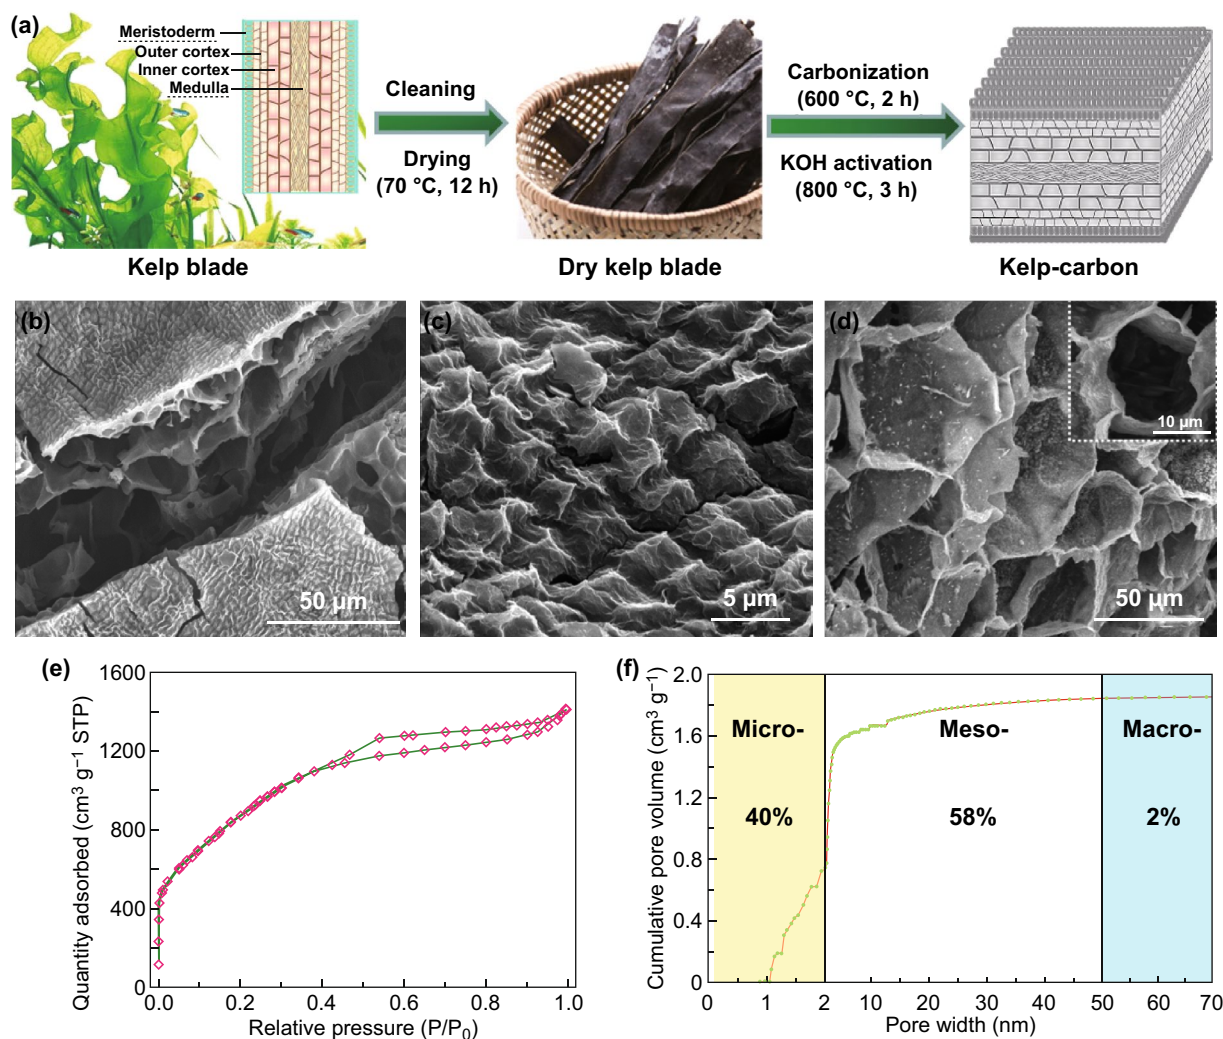 (a)
Meristoderm
Outer cortex
Inner cortex
Medulla
Cleaning
Drying
(70 °C, 12 h)
Carbonization
(600 °C, 2 h)
KOH activation
(800 °C, 3 h)
Kelp blade
Dry kelp blade
Kelp-carbon
(b)
50 µm
(c)
5 µm
(d)
10 µm
50 µm
(e)
Quantity adsorbed (cm³ g⁻¹ STP)
1600
1200
800
400
0
0.0 0.2 0.4 0.6 0.8 1.0
Relative pressure (P/P₀)
(f)
Cumulative pore volume (cm³ g⁻¹)
2.0
1.6
1.2
0.8
0.4
0
Micro- Meso- Macro-
40% 58% 2%
0 1 2 10 20 30 40 50 60 70
Pore width (nm)